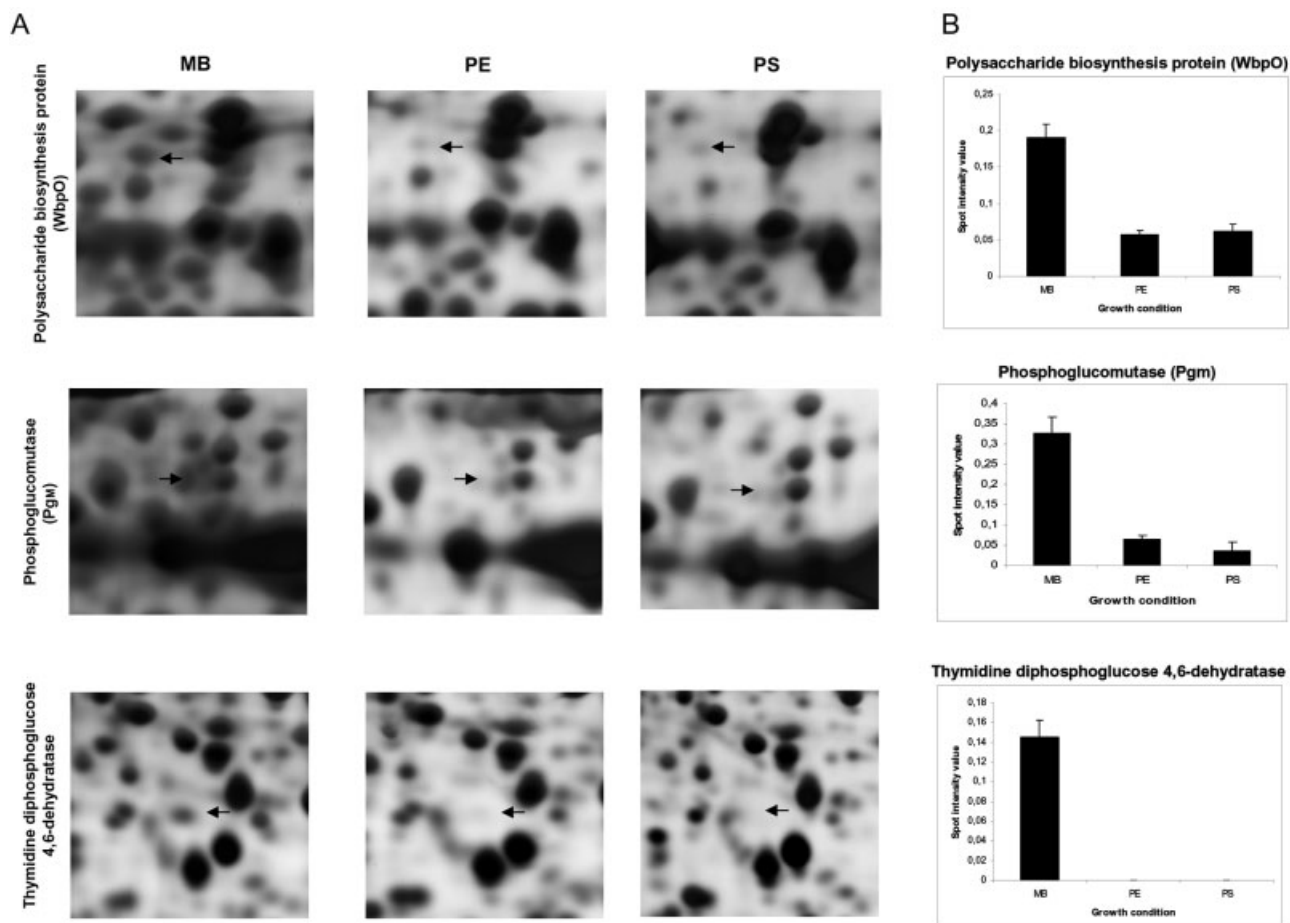 A
MB
PE
PS
Polysaccharide biosynthesis protein
(WbpO)
Phosphoglucomutase
(PgM)
Thymidine diphosphoglucose
4,6-dehydratase
B
Polysaccharide biosynthesis protein (WbpO)
Spot intensity value
0,25
0,2
0,15
0,1
0,05
0
MB
PE
PS
Growth condition
Phosphoglucomutase (Pgm)
Spot intensity value
0,4
0,35
0,3
0,25
0,2
0,15
0,1
0,05
0
MB
PE
PS
Growth condition
Thymidine diphosphoglucose 4,6-dehydratase
Spot intensity value
0,18
0,16
0,14
0,12
0,1
0,08
0,06
0,04
0,02
0
MB
PE
PS
Growth condition